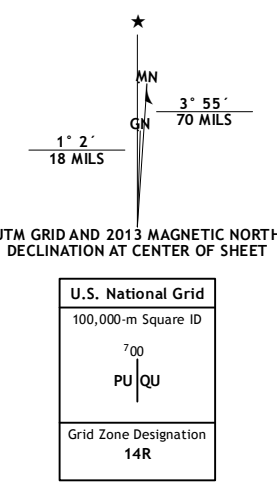 ★
MN
GN
3° 55´
70 MILS
1° 2´
18 MILS
UTM GRID AND 2013 MAGNETIC NORTH
DECLINATION AT CENTER OF SHEET
U.S. National Grid
100,000-m Square ID
⁷00
PU QU
Grid Zone Designation
14R